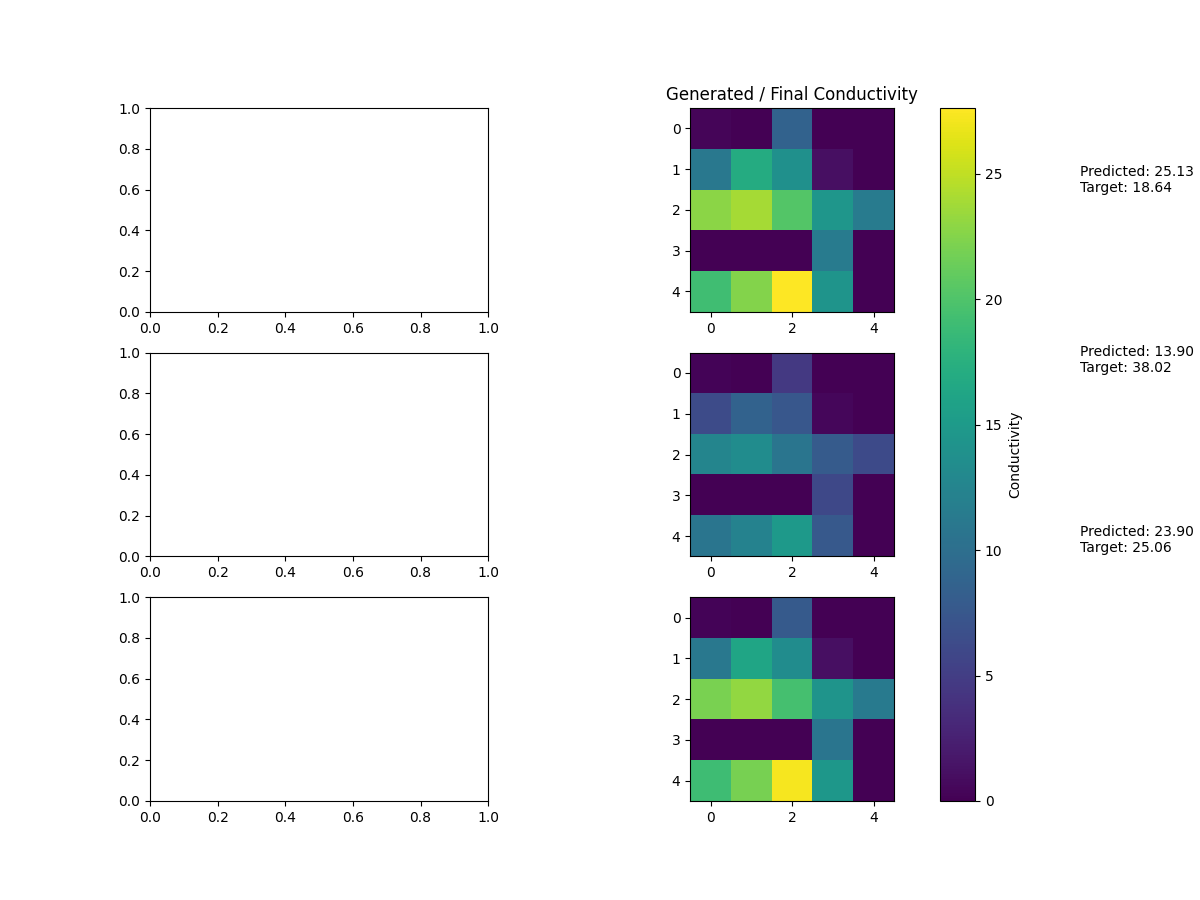 Generated / Final Conductivity
1.0
0.8
0.6
0.4
0.2
0.0
0.0 0.2 0.4 0.6 0.8 1.0
0
1
2
3
4
0 2 4
1.0
0.8
0.6
0.4
0.2
0.0
0.0 0.2 0.4 0.6 0.8 1.0
0
1
2
3
4
0 2 4
1.0
0.8
0.6
0.4
0.2
0.0
0.0 0.2 0.4 0.6 0.8 1.0
0
1
2
3
4
0 2 4
25
20
15
10
5
0
Conductivity
Predicted: 25.13
Target: 18.64
Predicted: 13.90
Target: 38.02
Predicted: 23.90
Target: 25.06